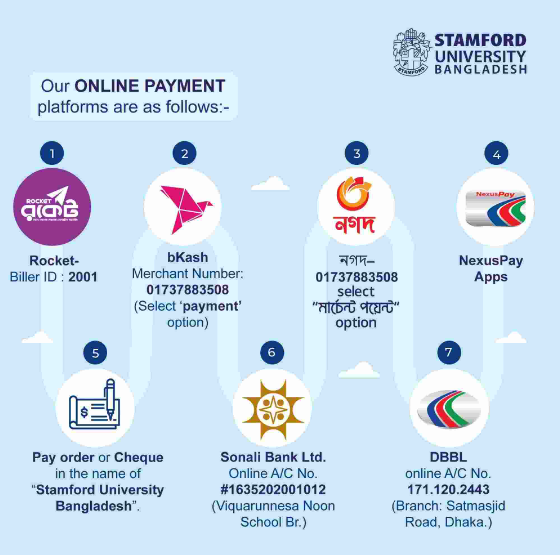 STAMFORD
UNIVERSITY
BANGLADESH
Our ONLINE PAYMENT
platforms are as follows:-
1
2
3
4
ROCKET
রকেট
নগদ
NexusPay
Rocket-
Biller ID : 2001
bKash
Merchant Number:
01737883508
(Select ‘payment’
option)
নগদ–
01737883508
select
“মার্চেন্ট পয়েন্ট“
option
NexusPay
Apps
5
6
7
$
Pay order or Cheque
in the name of
“Stamford University
Bangladesh”.
Sonali Bank Ltd.
Online A/C No.
#1635202001012
(Viquarunnesa Noon
School Br.)
DBBL
online A/C No.
171.120.2443
(Branch: Satmasjid
Road, Dhaka.)